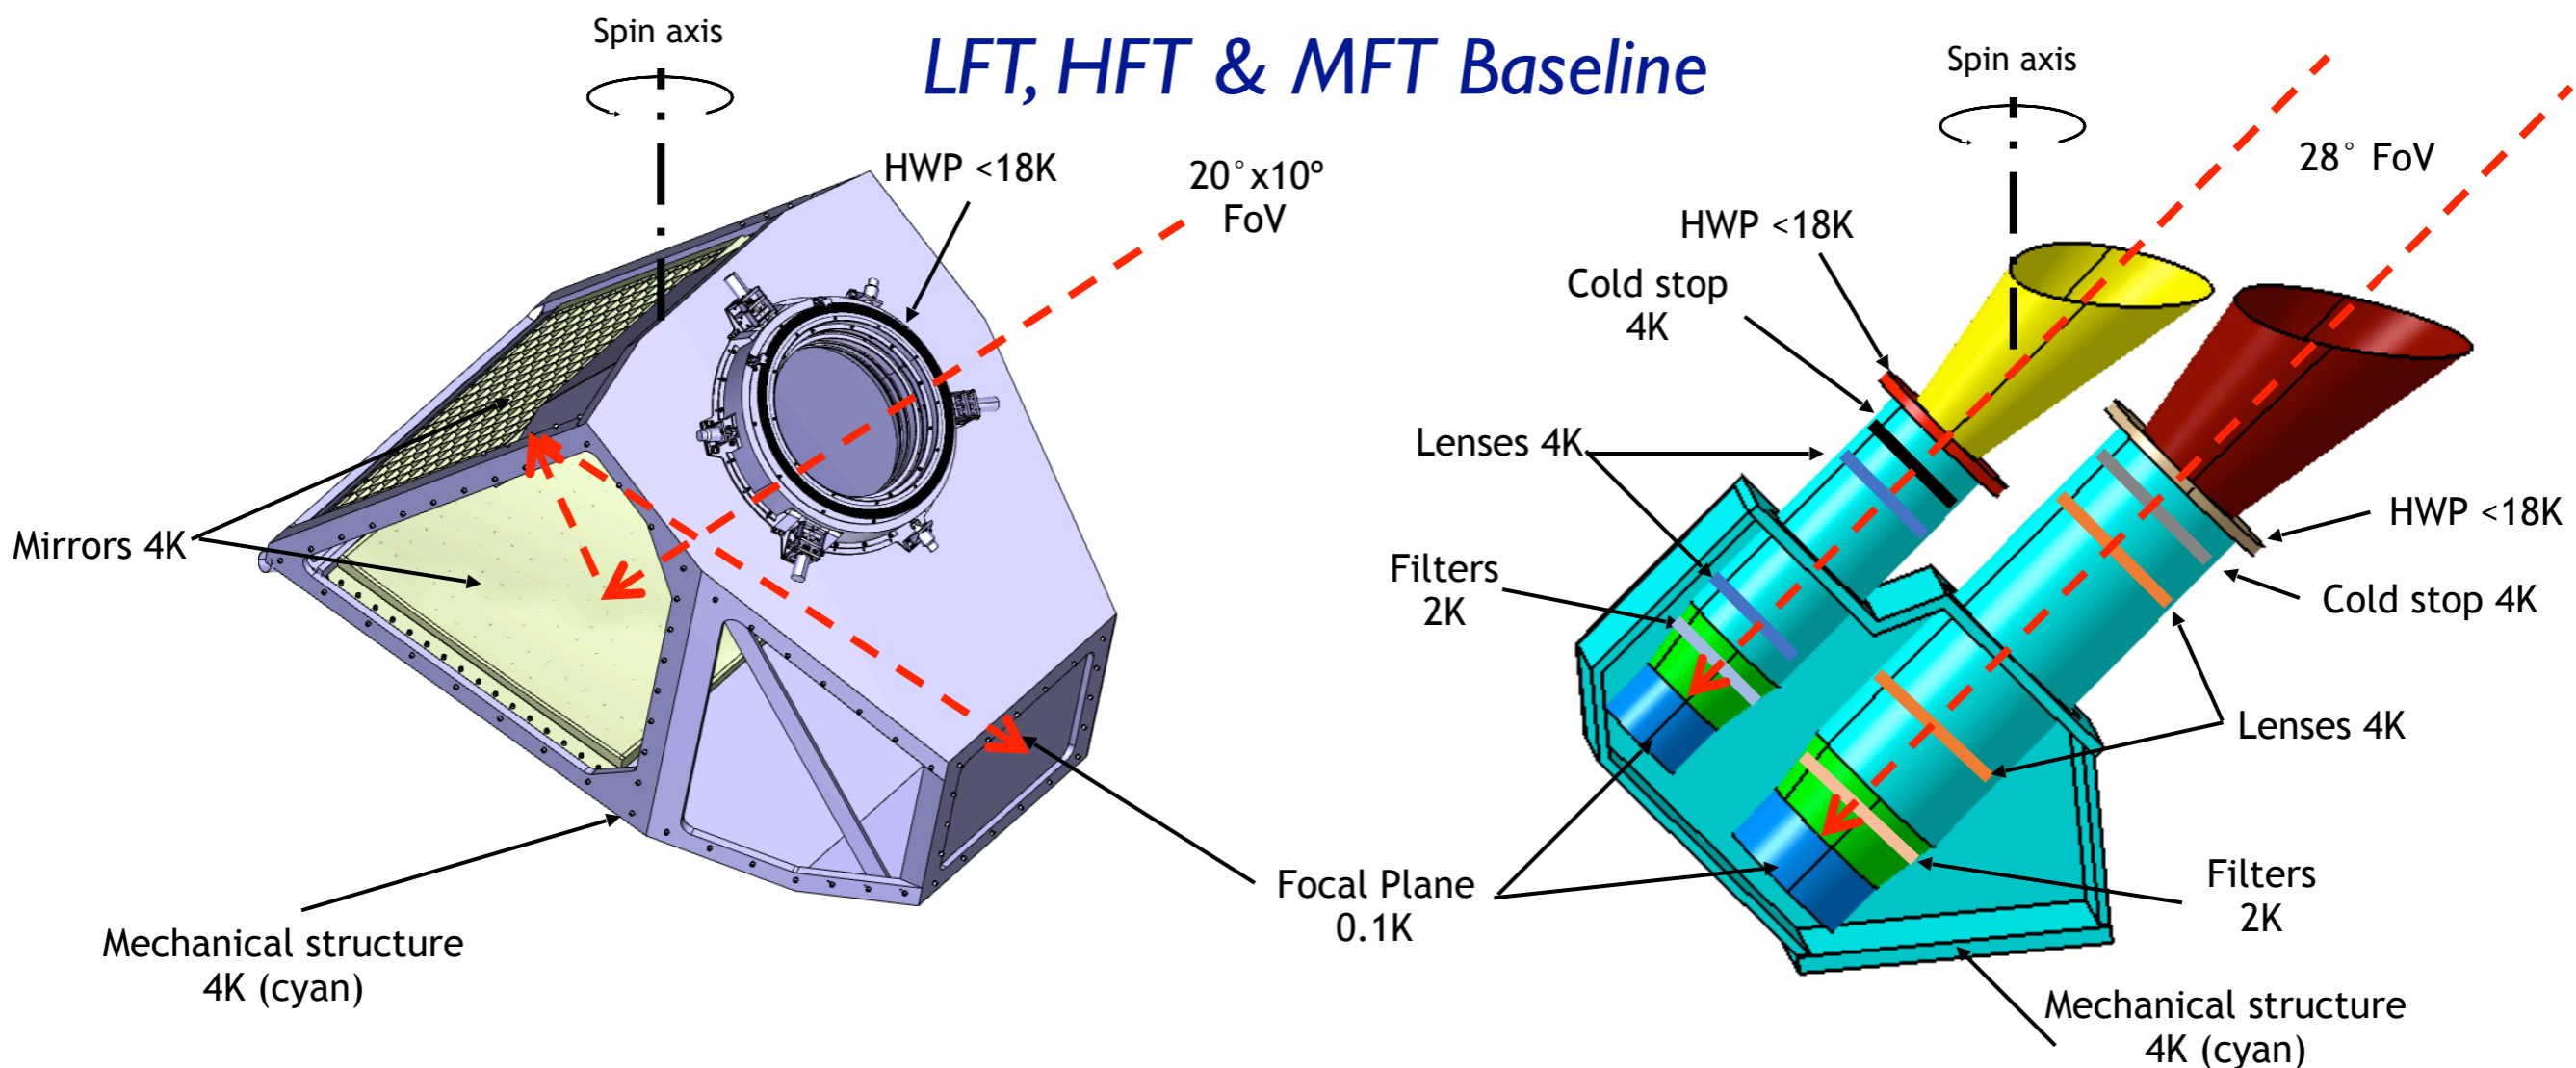 LFT, HFT & MFT Baseline
Spin axis
HWP <18K
20°x10º
FoV
Mirrors 4K
Mechanical structure
4K (cyan)
Focal Plane
0.1K
Spin axis
28° FoV
HWP <18K
Cold stop
4K
Lenses 4K
Filters
2K
HWP <18K
Cold stop 4K
Lenses 4K
Filters
2K
Mechanical structure
4K (cyan)